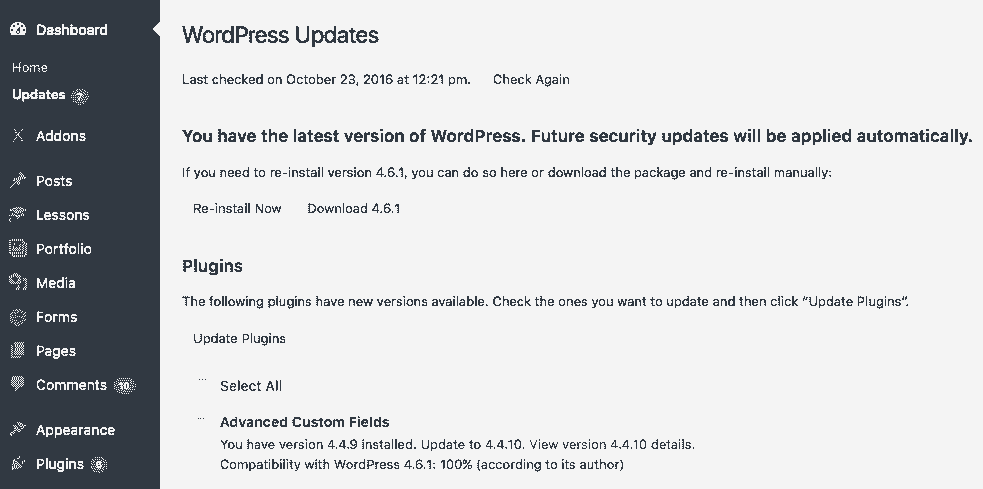 Dashboard
Home
Updates 7
Addons
Posts
Lessons
Portfolio
Media
Forms
Pages
Comments 10
Appearance
Plugins 6
WordPress Updates
Last checked on October 23, 2016 at 12:21 pm. Check Again
You have the latest version of WordPress. Future security updates will be applied automatically.
If you need to re-install version 4.6.1, you can do so here or download the package and re-install manually:
Re-install Now Download 4.6.1
Plugins
The following plugins have new versions available. Check the ones you want to update and then click “Update Plugins”.
Update Plugins
Select All
Advanced Custom Fields
You have version 4.4.9 installed. Update to 4.4.10. View version 4.4.10 details.
Compatibility with WordPress 4.6.1: 100% (according to its author)